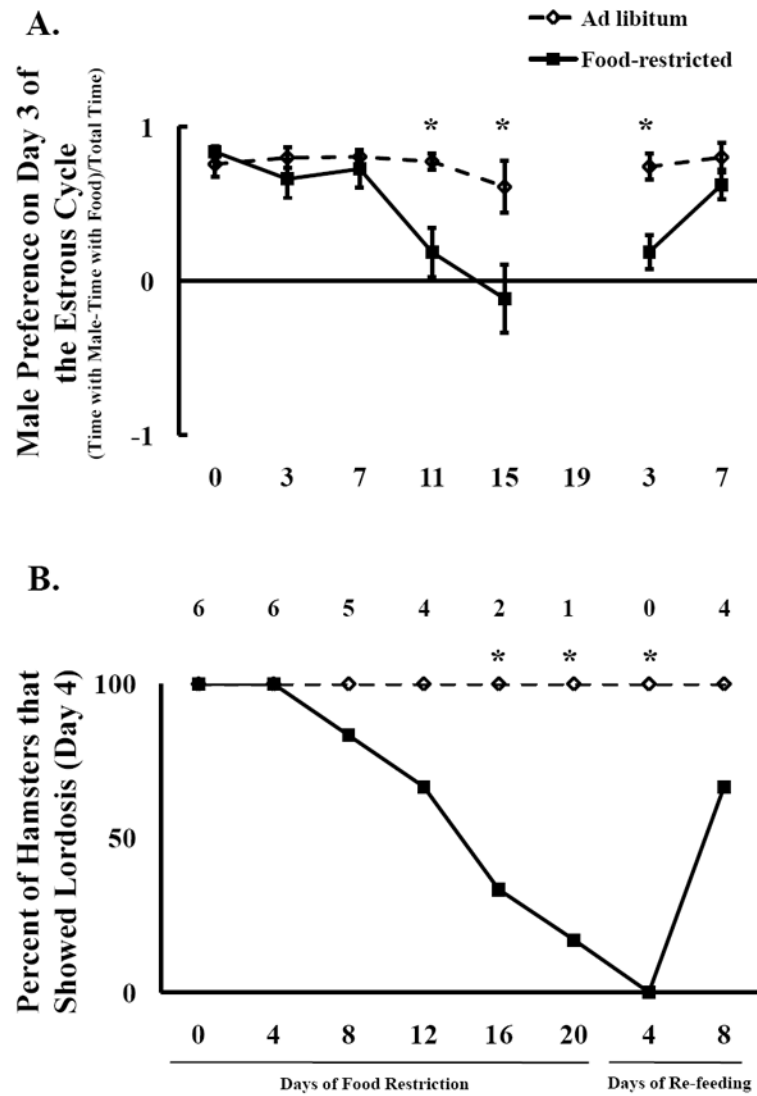 A.
Ad libitum
Food-restricted
Male Preference on Day 3 of
the Estrous Cycle
(Time with Male-Time with Food)/Total Time)
1
0
-1
* * *
0 3 7 11 15 19 3 7
B.
6 6 5 4 2 1 0 4
* * *
Percent of Hamsters that
Showed Lordosis (Day 4)
100
50
0
0 4 8 12 16 20 4 8
Days of Food Restriction
Days of Re-feeding